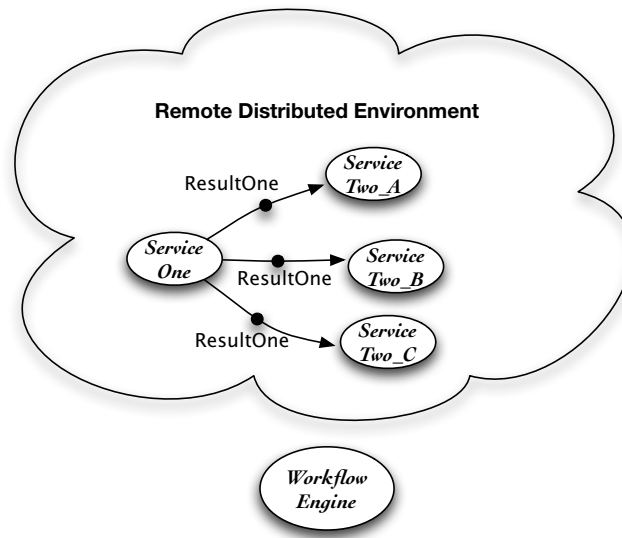 Remote Distributed Environment
Service
Two_A
ResultOne
Service
One
Service
Two_B
ResultOne
Service
Two_C
ResultOne
Workflow
Engine